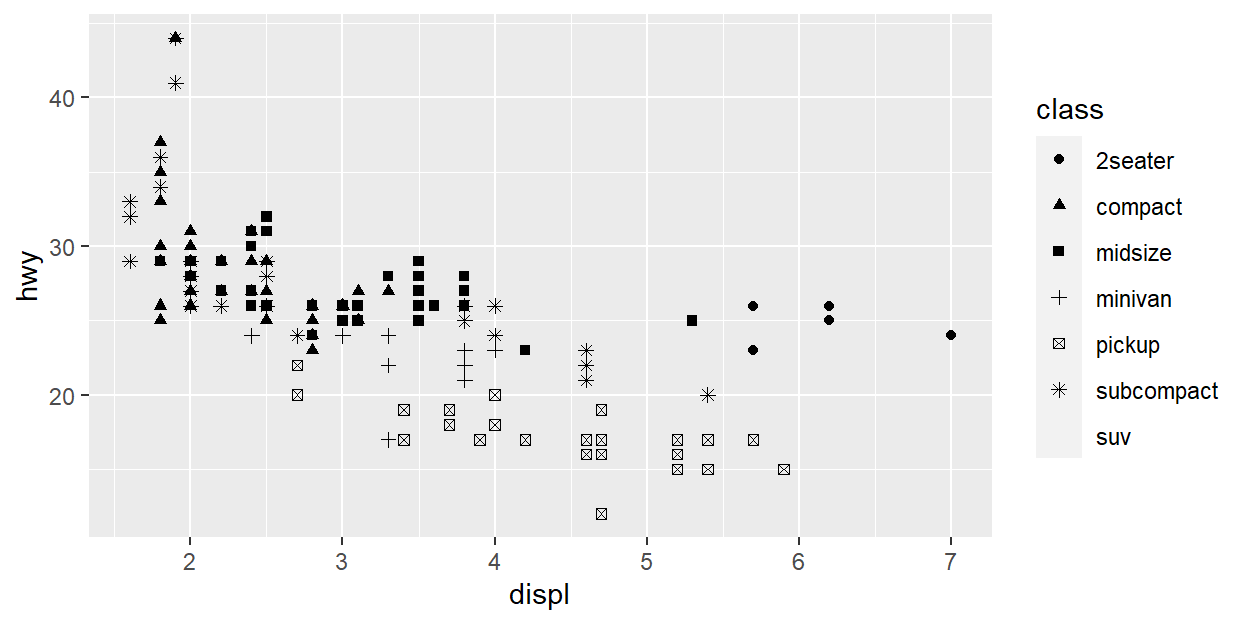 40
30
20
hwy
2 3 4 5 6 7
displ
class
2seater
compact
midsize
minivan
pickup
subcompact
suv